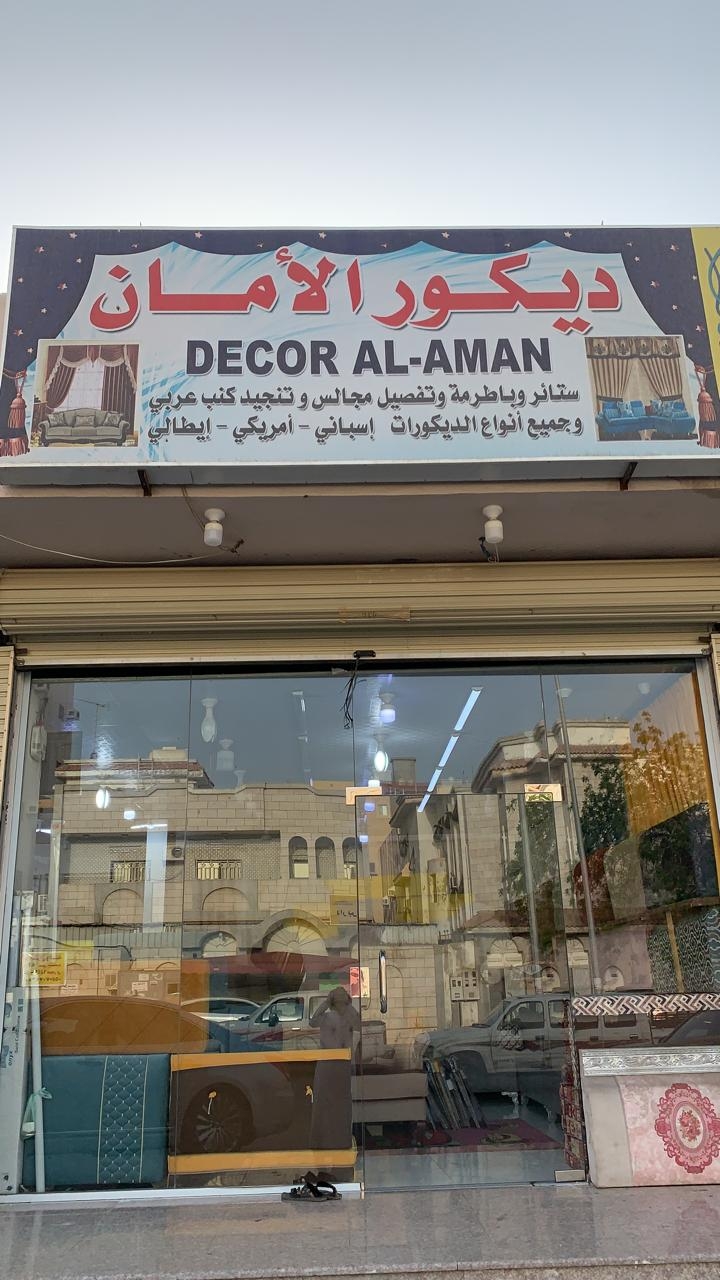 ديكور الأمان
DECOR AL-AMAN
ستائر وباطرمة وتفصيل مجالس و تنجيد كنب عربي
وجميع أنواع الديكورات إسباني - أمريكي - إيطالي